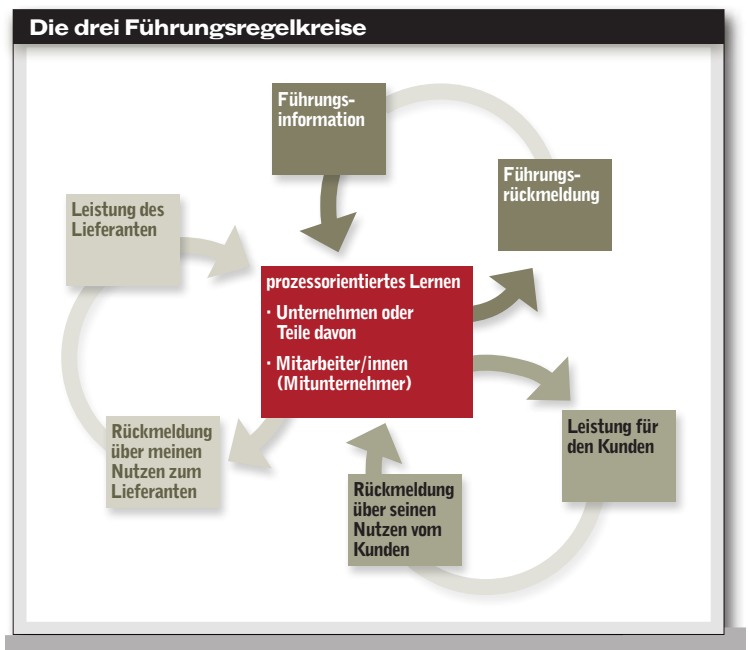 Die drei Führungsregelkreise
Führungs-
information
Führungs-
rückmeldung
Leistung des
Lieferanten
prozessorientiertes Lernen
· Unternehmen oder
Teile davon
· Mitarbeiter/innen
(Mitunternehmer)
Leistung für
den Kunden
Rückmeldung
über meinen
Nutzen zum
Lieferanten
Rückmeldung
über seinen
Nutzen vom
Kunden